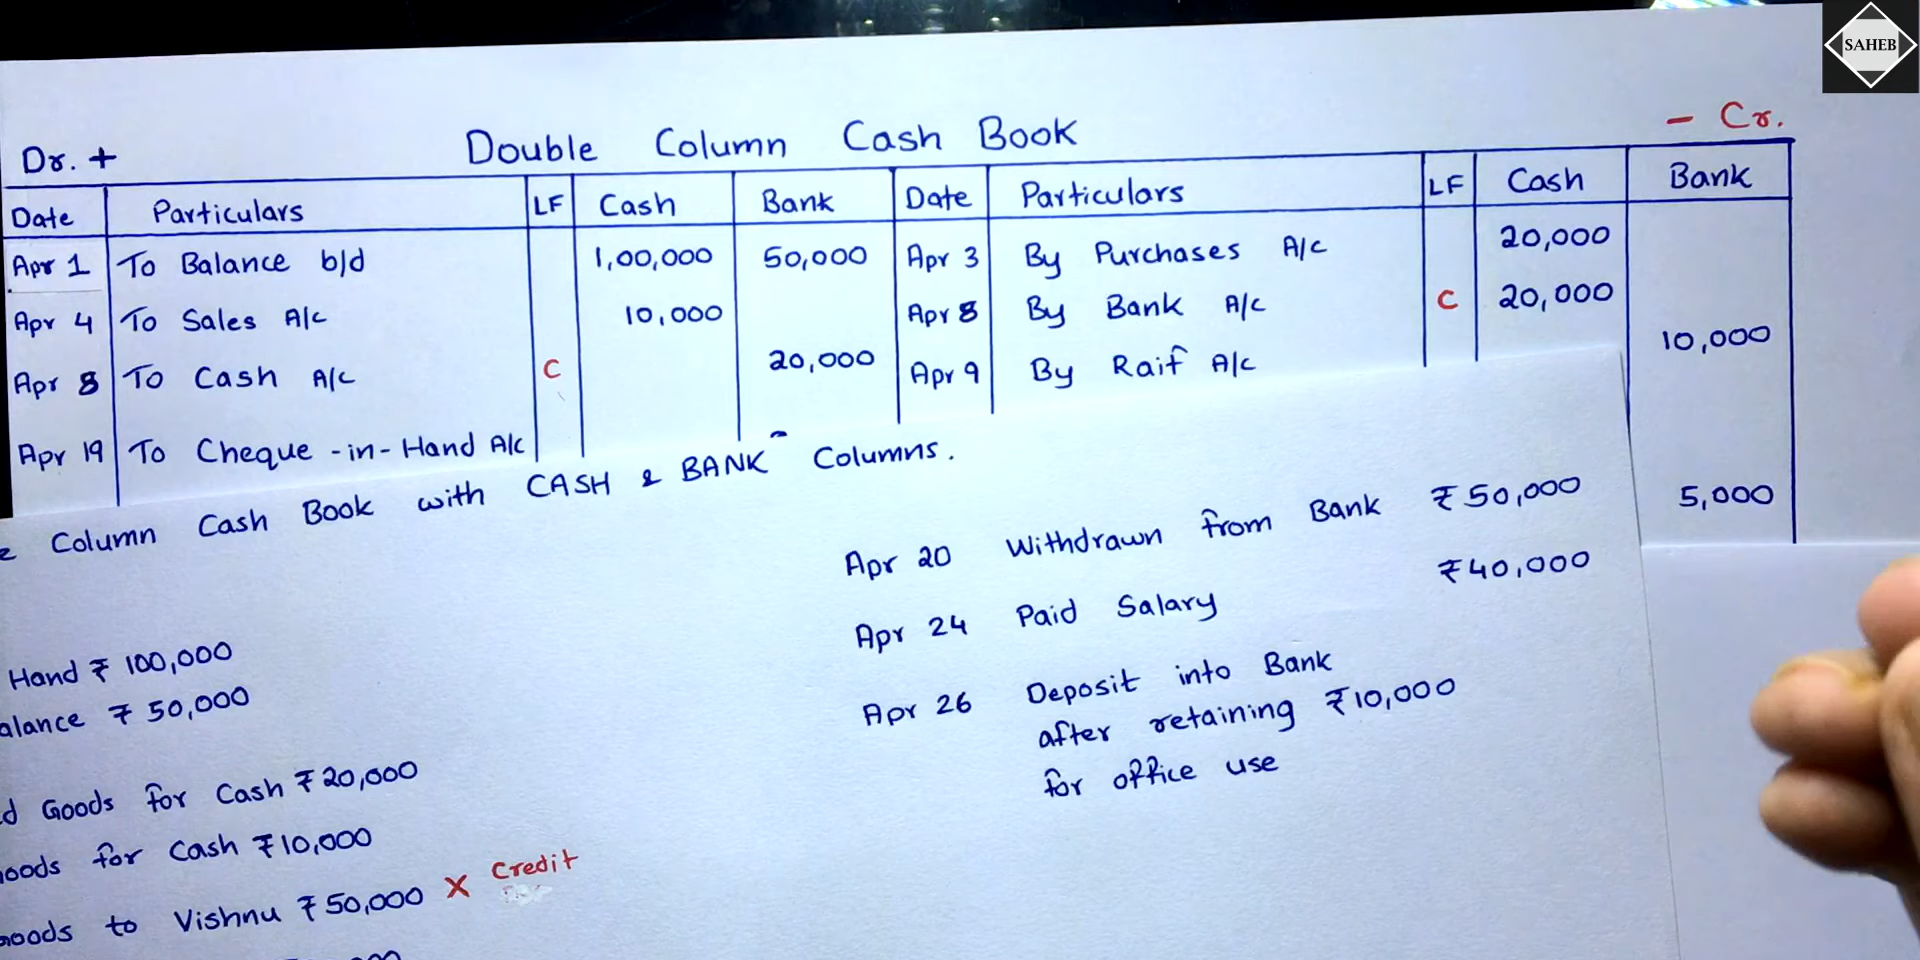 SAHEB
Dr. + Double Column Cash Book - Cr.
Date Particulars LF Cash Bank Date Particulars LF Cash Bank
Apr 1 To Balance b/d 1,00,000 50,000 Apr 3 By Purchases A/c 20,000
Apr 4 To Sales A/c 10,000 Apr 8 By Bank A/c C 20,000
Apr 8 To Cash A/c C 20,000 Apr 9 By Raif A/c 10,000
Apr 19 To Cheque-in-Hand A/c
5,000
Column Cash Book with CASH & BANK Columns.
Hand ₹ 100,000
₹ 50,000
Goods for Cash ₹20,000
for Cash ₹10,000
to Vishnu ₹50,000 X Credit
Apr 20 Withdrawn from Bank ₹50,000
Apr 24 Paid Salary ₹40,000
Apr 26 Deposit into Bank
after retaining ₹10,000
for office use